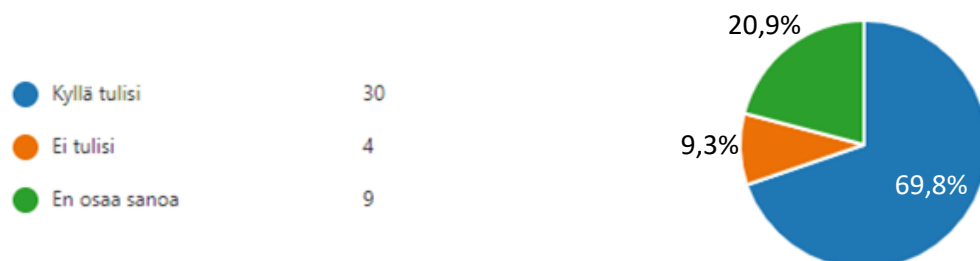 20,9%
Kyllä tulisi 30
Ei tulisi 4
9,3%
En osaa sanoa 9
69,8%